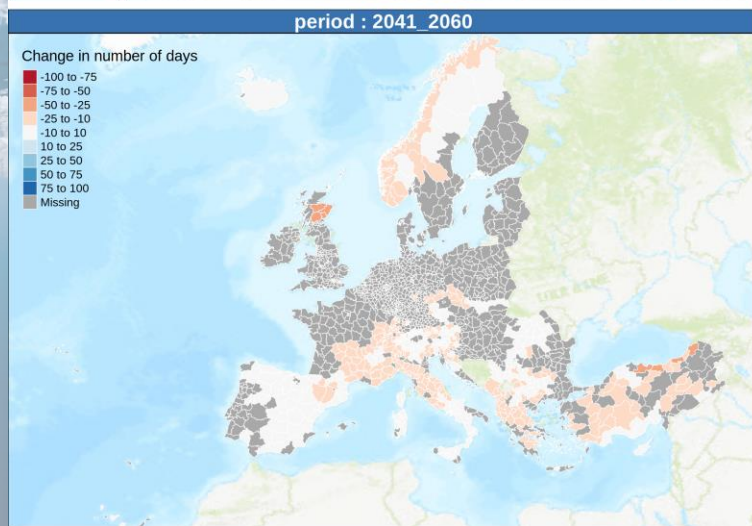 period : 2041_2060
Change in number of days
-100 to -75
-75 to -50
-50 to -25
-25 to -10
-10 to 10
10 to 25
25 to 50
50 to 75
75 to 100
Missing